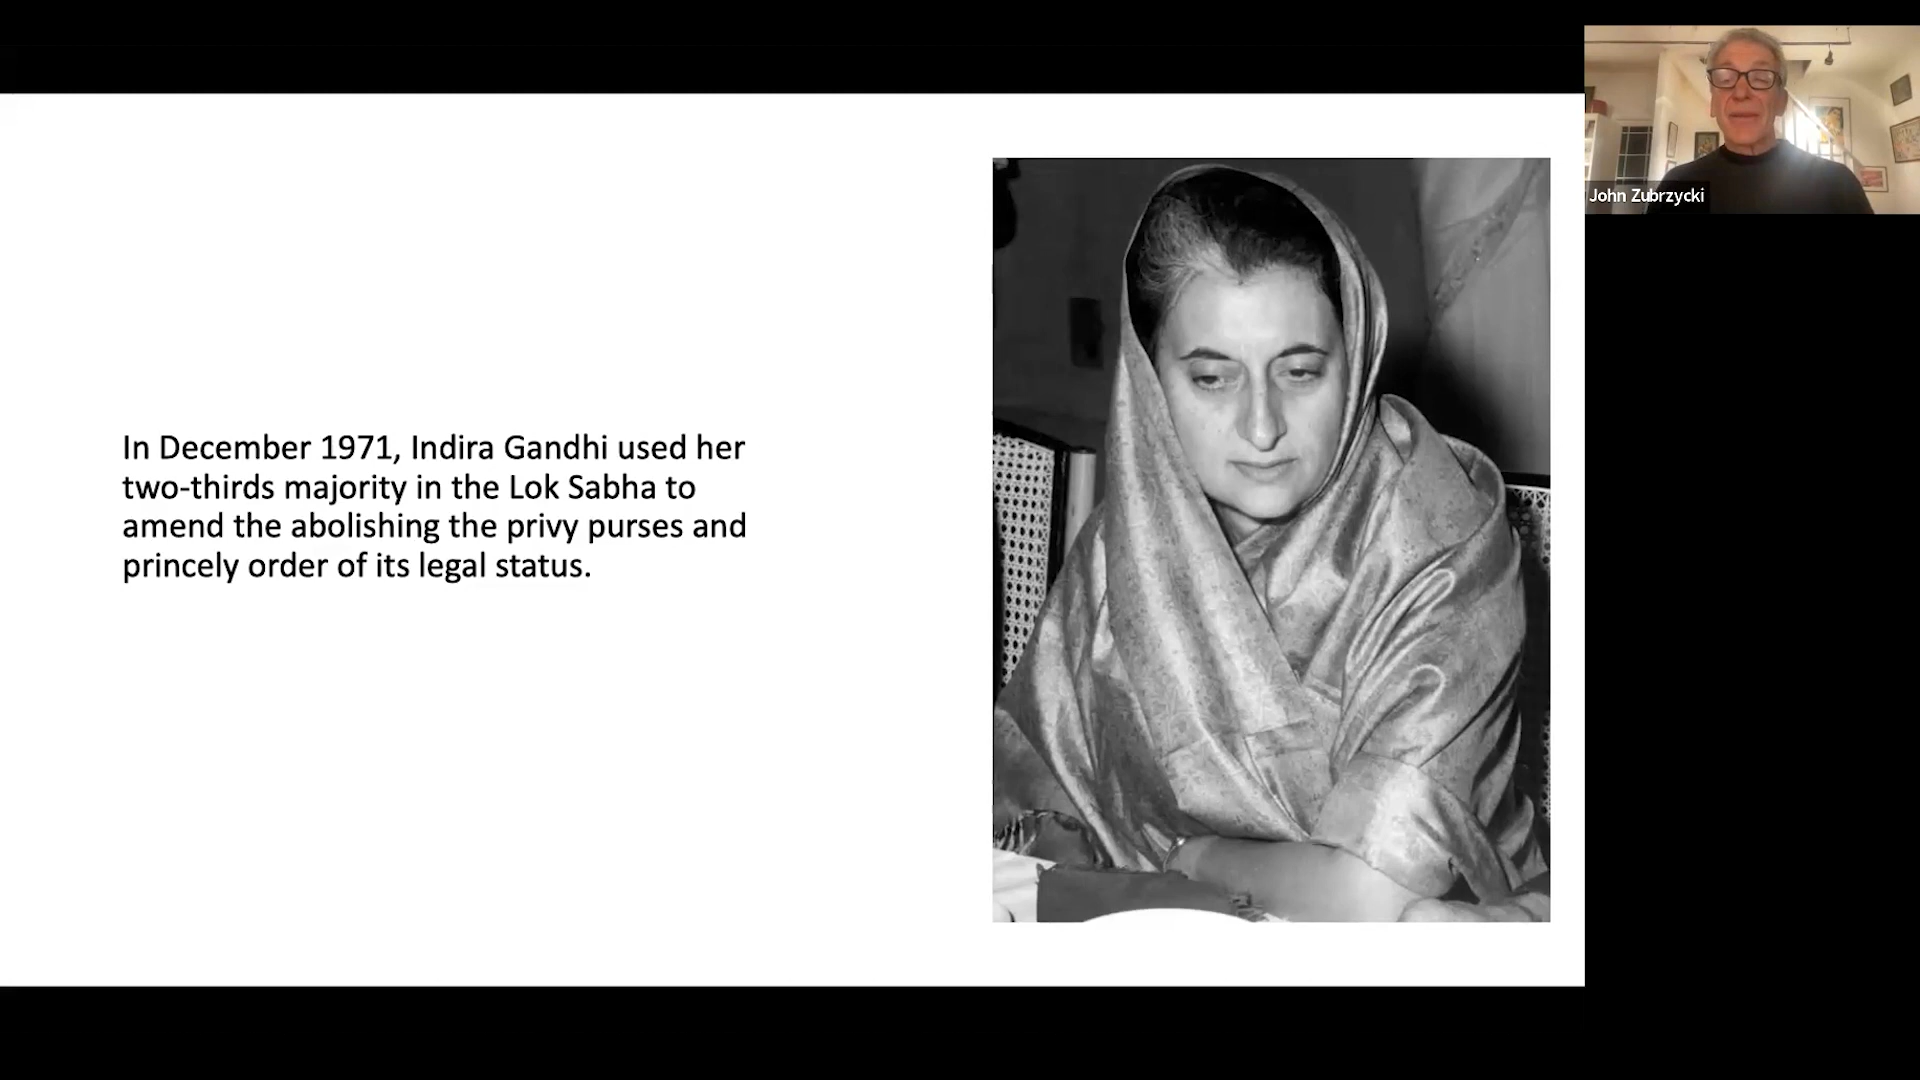 In December 1971, Indira Gandhi used her
two-thirds majority in the Lok Sabha to
amend the abolishing the privy purses and
princely order of its legal status.
John Zubrzycki